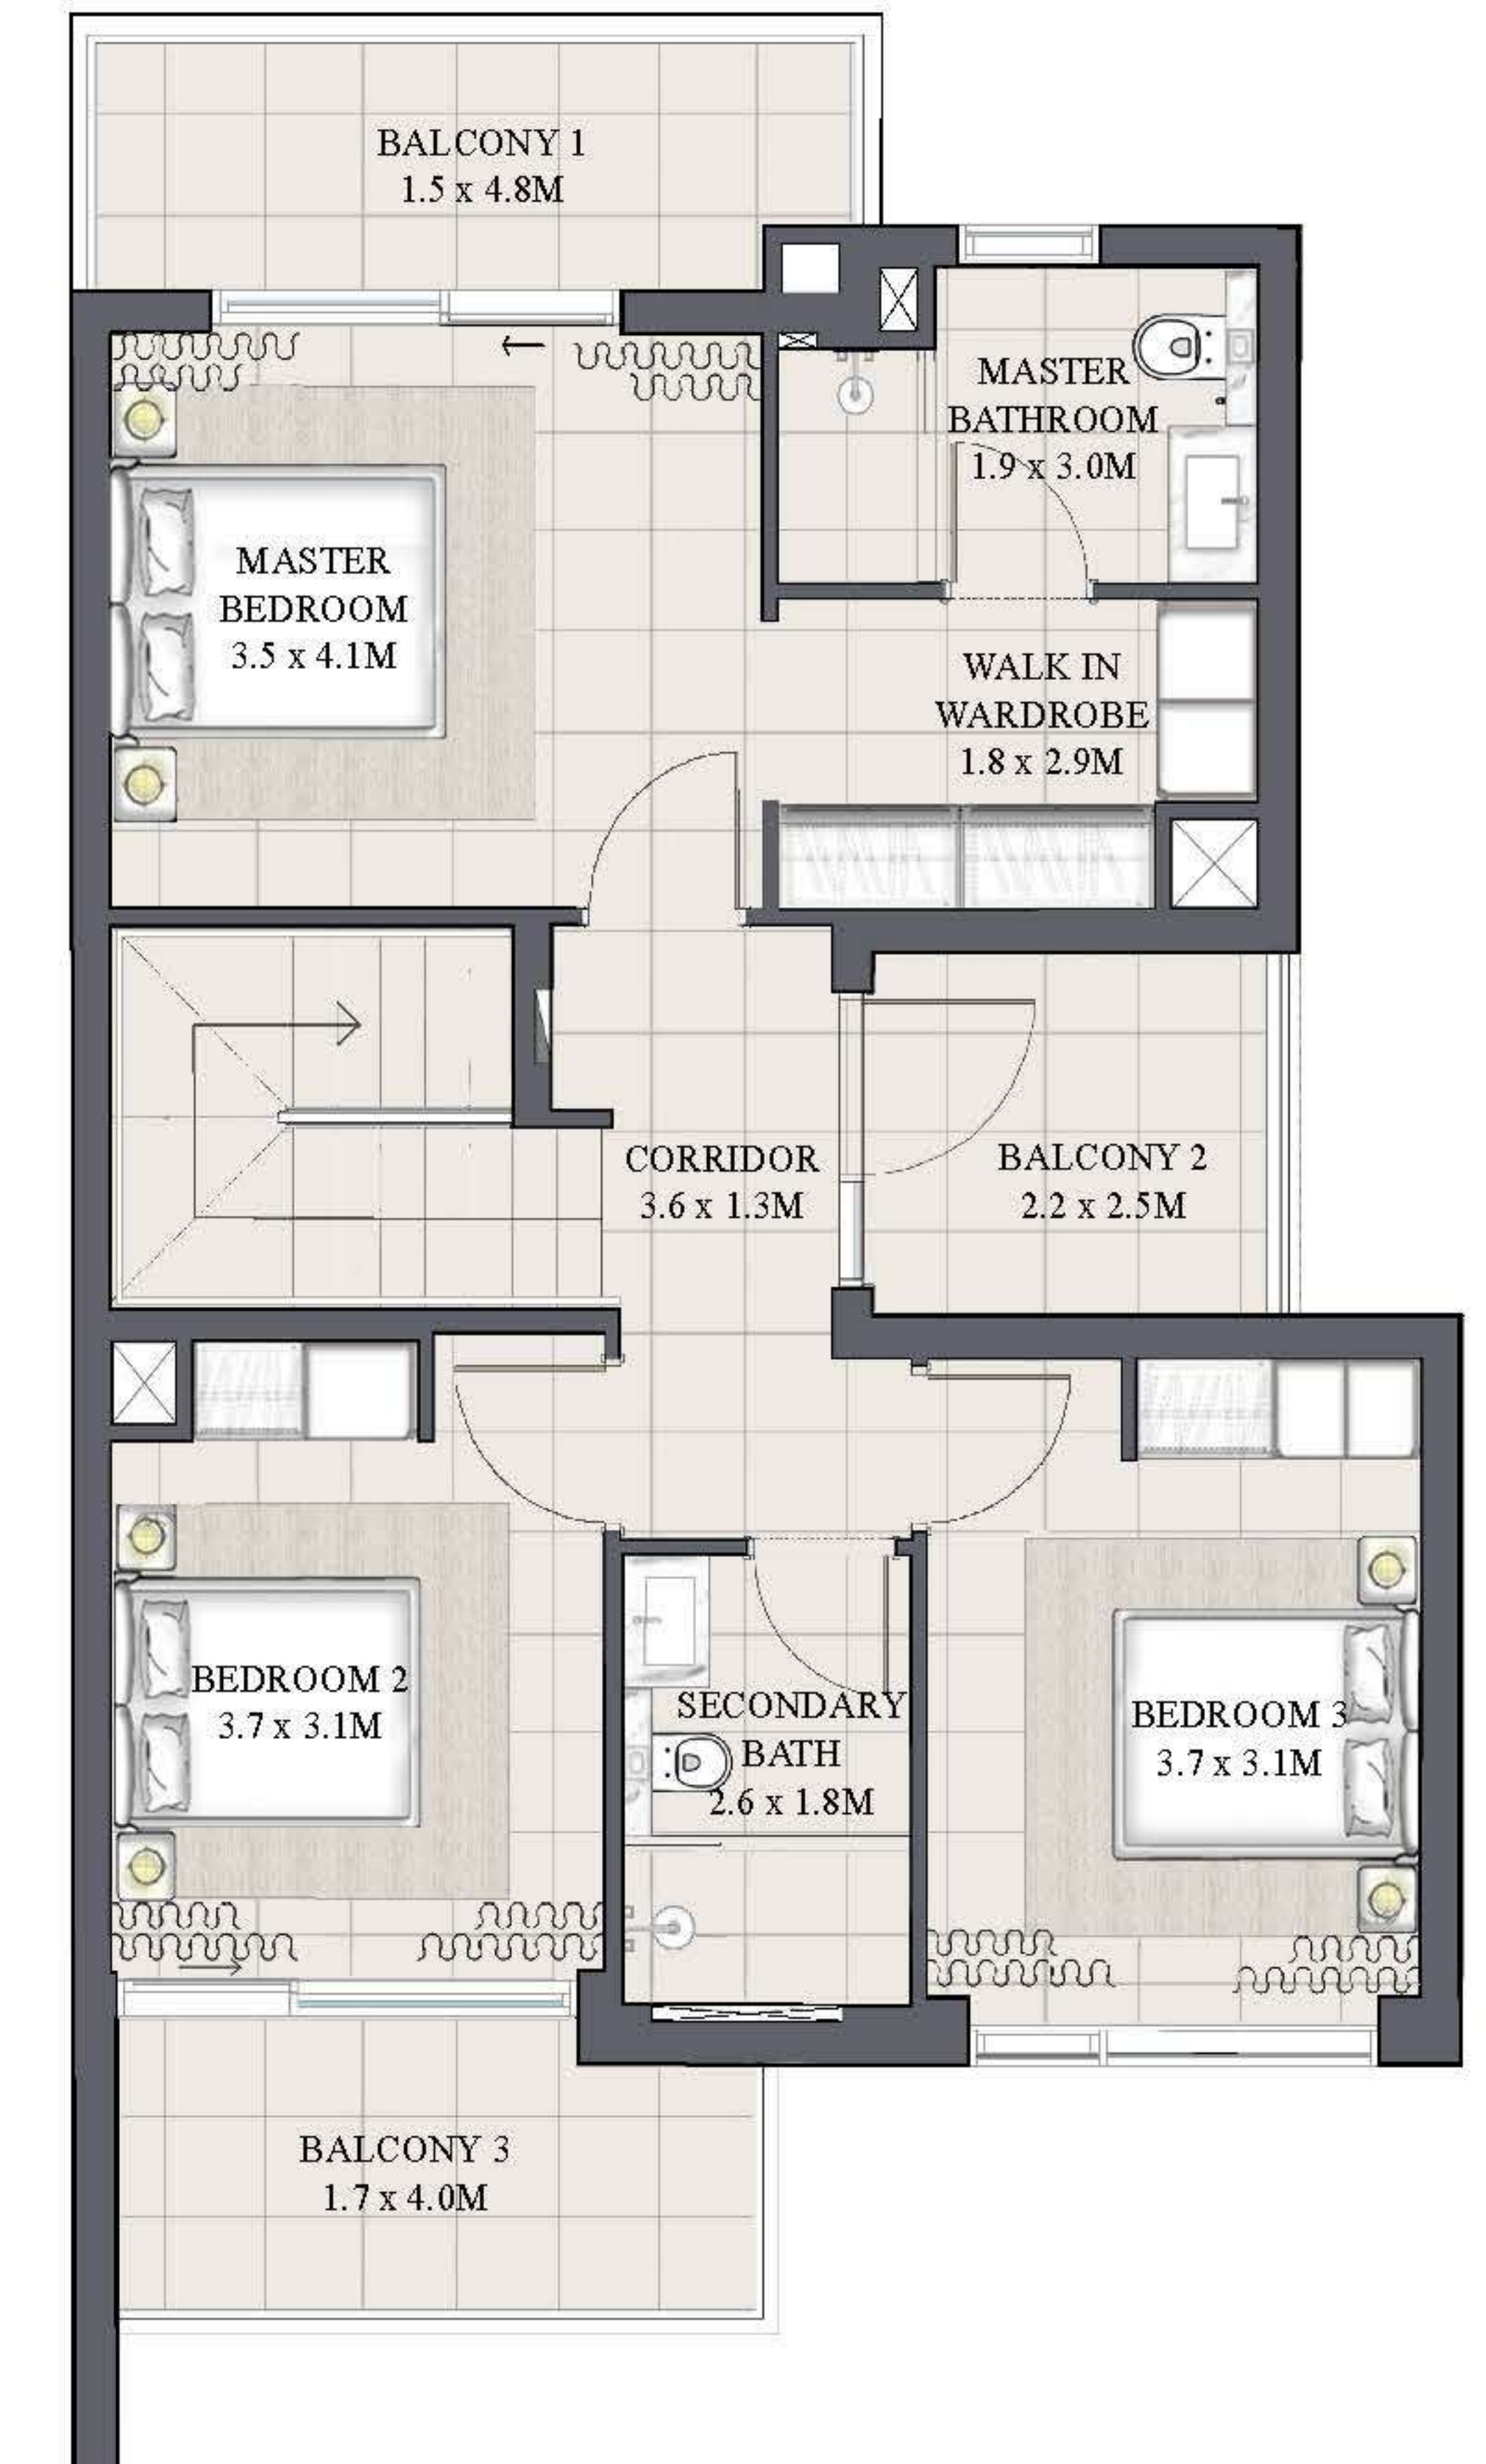 BALCONY 1
1.5 x 4.8M
MASTER
BATHROOM
1.9 x 3.0M
MASTER
BEDROOM
3.5 x 4.1M
WALK IN
WARDROBE
1.8 x 2.9M
CORRIDOR
3.6 x 1.3M
BALCONY 2
2.2 x 2.5M
BEDROOM 2
3.7 x 3.1M
SECONDARY
BATH
2.6 x 1.8M
BEDROOM 3
3.7 x 3.1M
BALCONY 3
1.7 x 4.0M